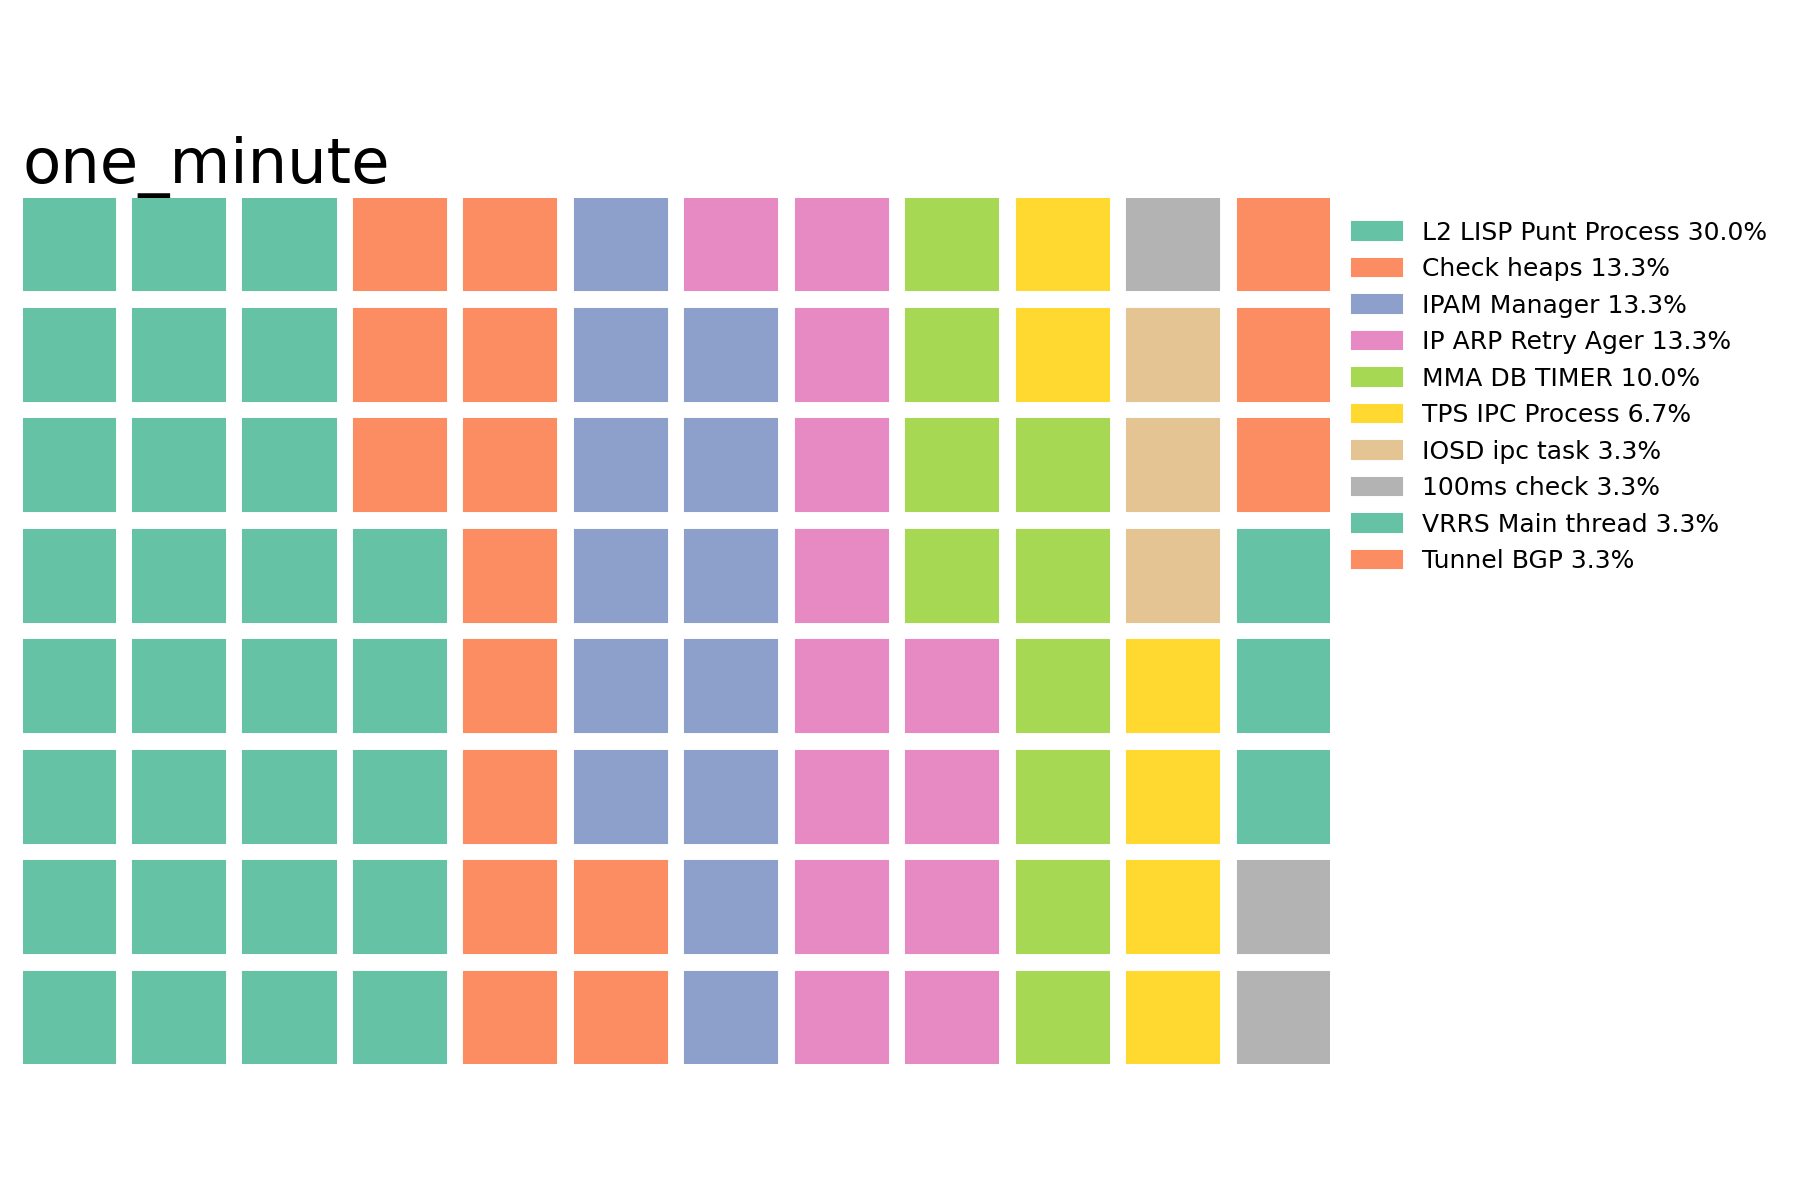 one_minute
L2 LISP Punt Process 30.0%
Check heaps 13.3%
IPAM Manager 13.3%
IP ARP Retry Ager 13.3%
MMA DB TIMER 10.0%
TPS IPC Process 6.7%
IOSD ipc task 3.3%
100ms check 3.3%
VRRS Main thread 3.3%
Tunnel BGP 3.3%